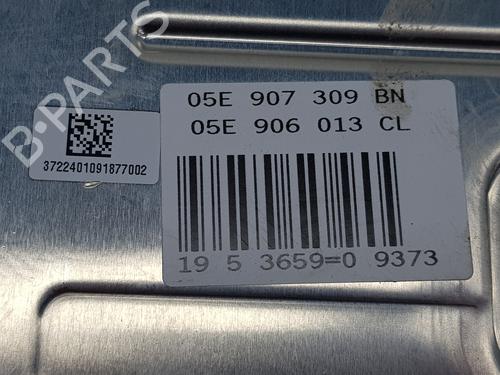 B-PARTS
05E 907 309 BN
05E 906 013 CL
3722401091877002
19 5 3659=0 9373